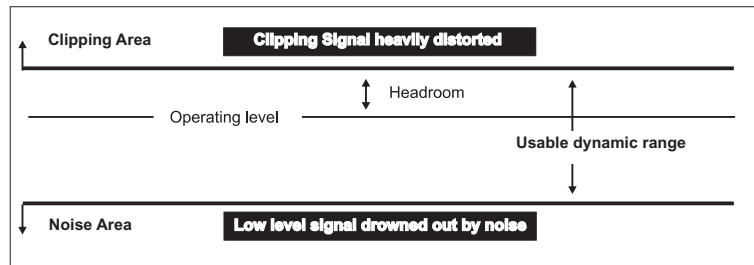 Clipping Area
Clipping Signal heavily distorted
Headroom
Operating level
Usable dynamic range
Noise Area
Low level signal drowned out by noise